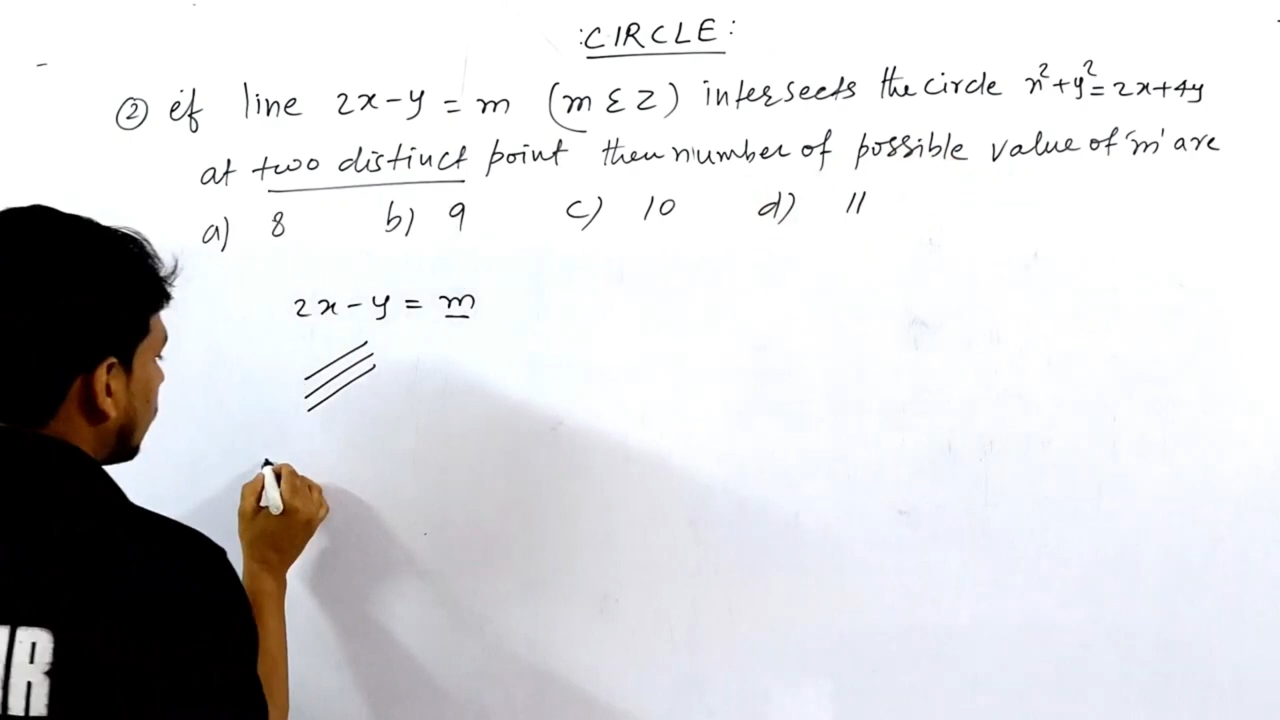 :CIRCLE:
② if line 2x-y = m (m ε Z) intersects the circle x²+y²=2x+4y
at two distinct point then number of possible value of 'm' are
a) 8 b) 9 c) 10 d) 11
2x-y = m